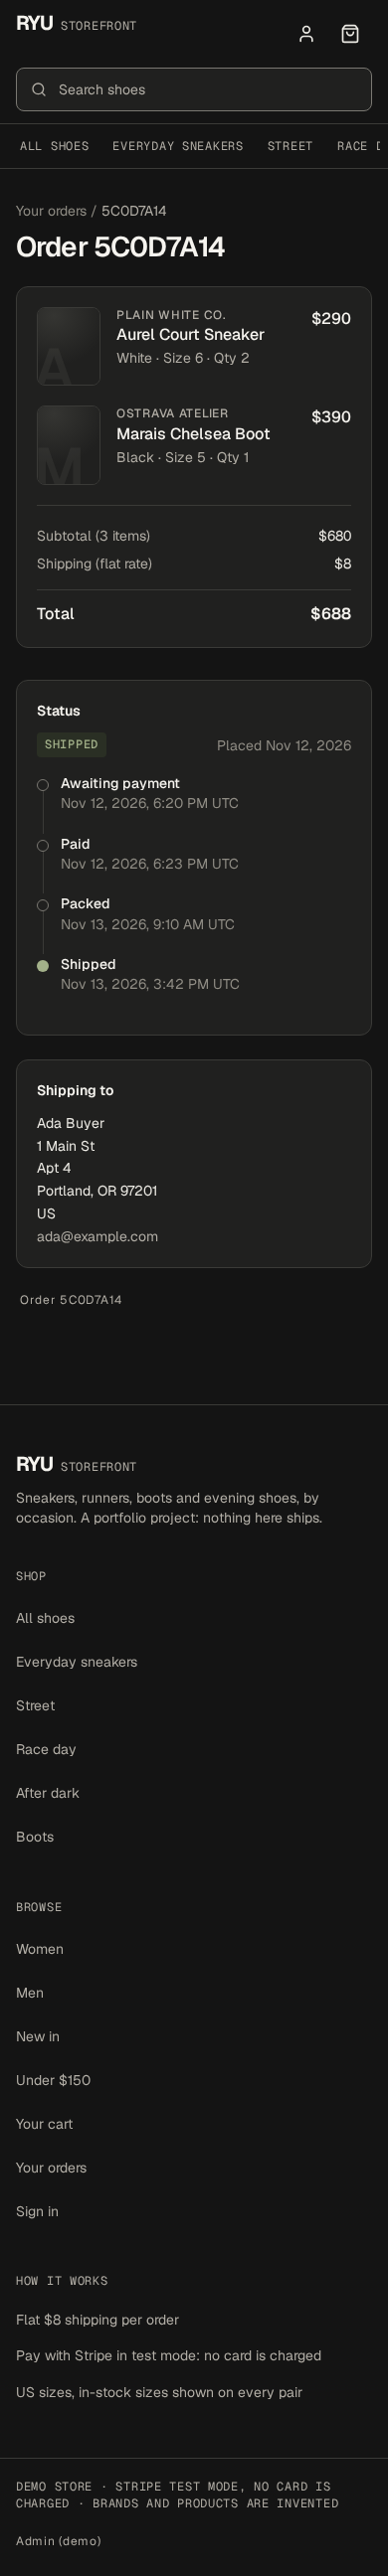 RYU STOREFRONT
Search shoes
ALL SHOES EVERYDAY SNEAKERS STREET RACE D
Your orders / 5C0D7A14
Order 5C0D7A14
A
PLAIN WHITE CO.
Aurel Court Sneaker
White · Size 6 · Qty 2
$290
M
OSTRAVA ATELIER
Marais Chelsea Boot
Black · Size 5 · Qty 1
$390
Subtotal (3 items) $680
Shipping (flat rate) $8
Total $688
Status
SHIPPED Placed Nov 12, 2026
Awaiting payment
Nov 12, 2026, 6:20 PM UTC
Paid
Nov 12, 2026, 6:23 PM UTC
Packed
Nov 13, 2026, 9:10 AM UTC
Shipped
Nov 13, 2026, 3:42 PM UTC
Shipping to
Ada Buyer
1 Main St
Apt 4
Portland, OR 97201
US
ada@example.com
Order 5C0D7A14
RYU STOREFRONT
Sneakers, runners, boots and evening shoes, by
occasion. A portfolio project: nothing here ships.
SHOP
All shoes
Everyday sneakers
Street
Race day
After dark
Boots
BROWSE
Women
Men
New in
Under $150
Your cart
Your orders
Sign in
HOW IT WORKS
Flat $8 shipping per order
Pay with Stripe in test mode: no card is charged
US sizes, in-stock sizes shown on every pair
DEMO STORE · STRIPE TEST MODE, NO CARD IS
CHARGED · BRANDS AND PRODUCTS ARE INVENTED
Admin (demo)